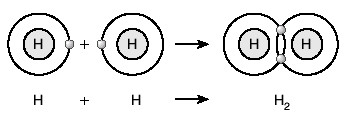 H + H → H H
H + H → H₂